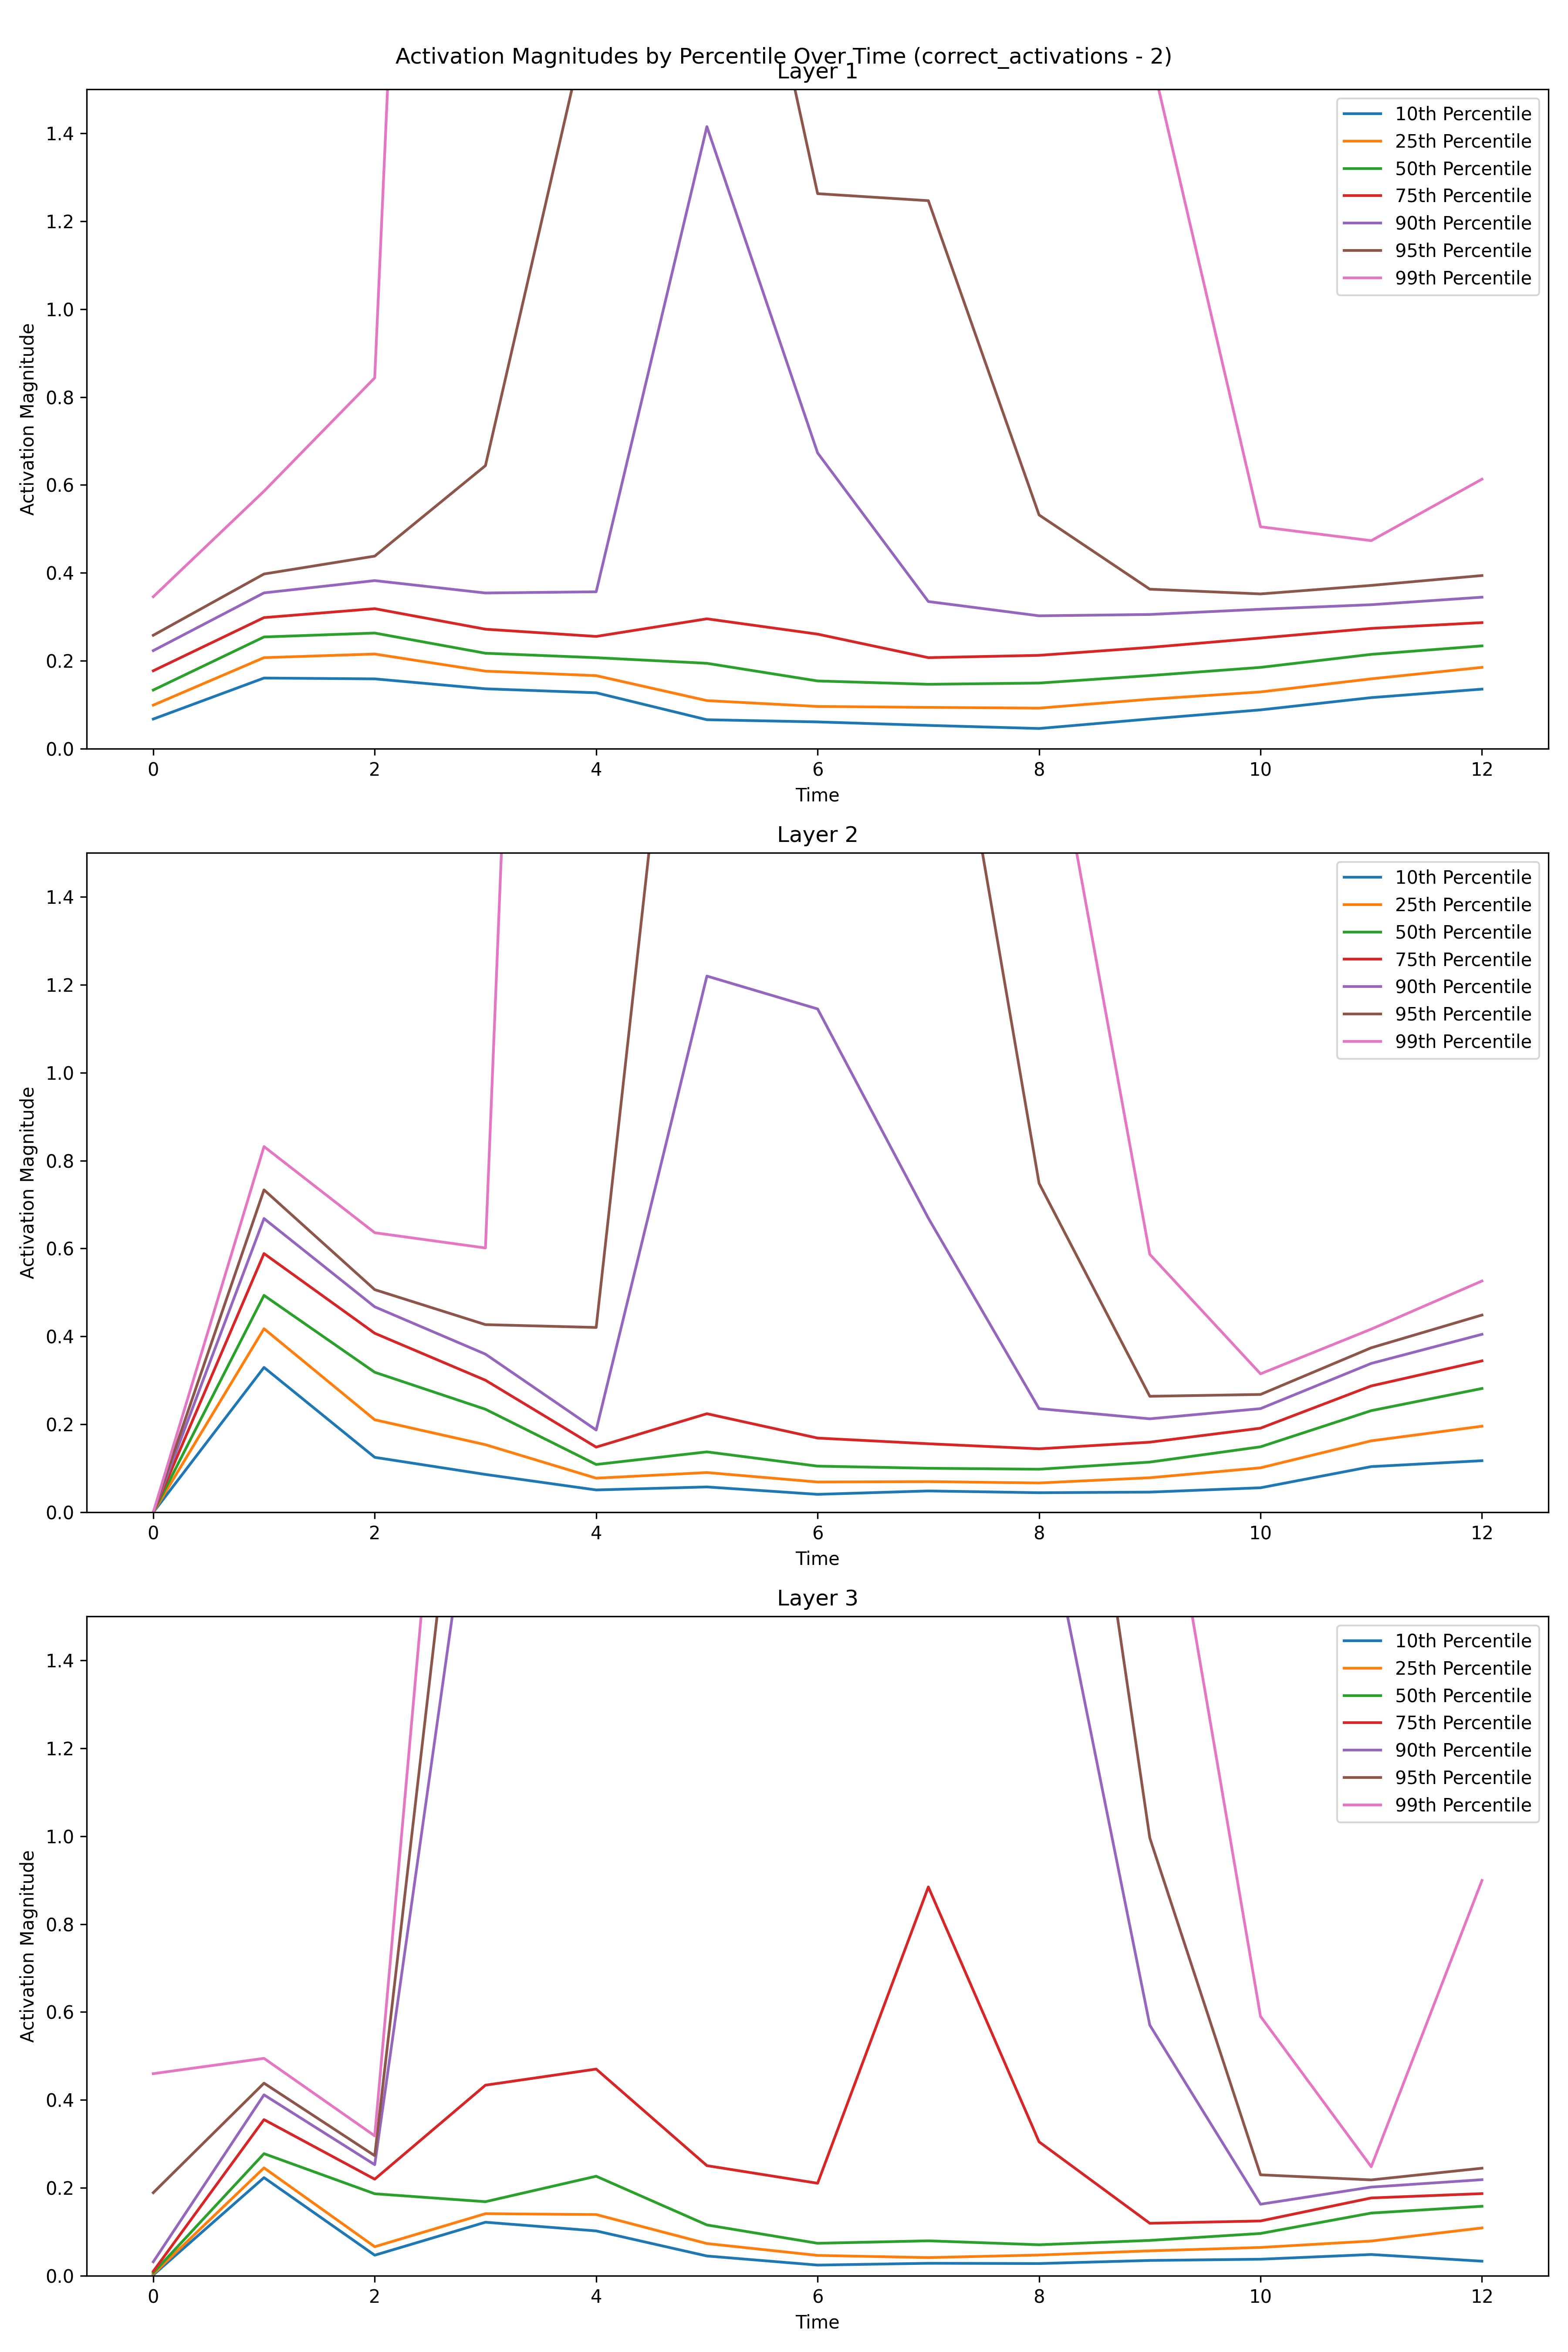 Activation Magnitudes by Percentile Over Time (correct_activations - 2)
Layer 1
1.4
1.2
1.0
0.8
0.6
0.4
0.2
0.0
Activation Magnitude
0 2 4 6 8 10 12
Time
10th Percentile
25th Percentile
50th Percentile
75th Percentile
90th Percentile
95th Percentile
99th Percentile
Layer 2
1.4
1.2
1.0
0.8
0.6
0.4
0.2
0.0
Activation Magnitude
0 2 4 6 8 10 12
Time
10th Percentile
25th Percentile
50th Percentile
75th Percentile
90th Percentile
95th Percentile
99th Percentile
Layer 3
1.4
1.2
1.0
0.8
0.6
0.4
0.2
0.0
Activation Magnitude
0 2 4 6 8 10 12
Time
10th Percentile
25th Percentile
50th Percentile
75th Percentile
90th Percentile
95th Percentile
99th Percentile